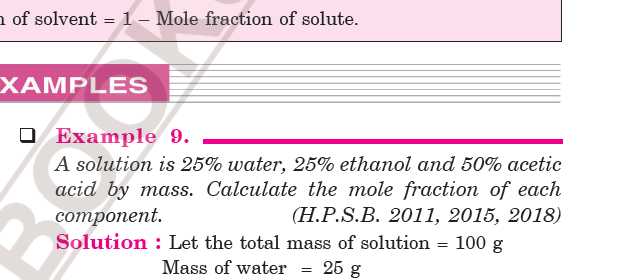 n of solvent = 1 – Mole fraction of solute.
XAMPLES
❑ Example 9.
A solution is 25% water, 25% ethanol and 50% acetic
acid by mass. Calculate the mole fraction of each
component. (H.P.S.B. 2011, 2015, 2018)
Solution : Let the total mass of solution = 100 g
Mass of water = 25 g
BOOK